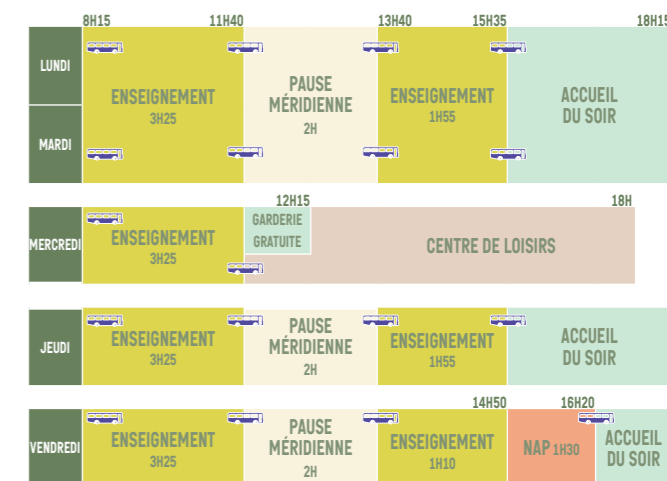 8H15 11H40 13H40 15H35 18H15
LUNDI
MARDI
ENSEIGNEMENT
3H25
PAUSE
MÉRIDIENNE
2H
ENSEIGNEMENT
1H55
ACCUEIL
DU SOIR
12H15 18H
MERCREDI
ENSEIGNEMENT
3H25
GARDERIE
GRATUITE
CENTRE DE LOISIRS
JEUDI
ENSEIGNEMENT
3H25
PAUSE
MÉRIDIENNE
2H
ENSEIGNEMENT
1H55
ACCUEIL
DU SOIR
14H50 16H20
VENDREDI
ENSEIGNEMENT
3H25
PAUSE
MÉRIDIENNE
2H
ENSEIGNEMENT
1H10
NAP 1H30
ACCUEIL
DU SOIR